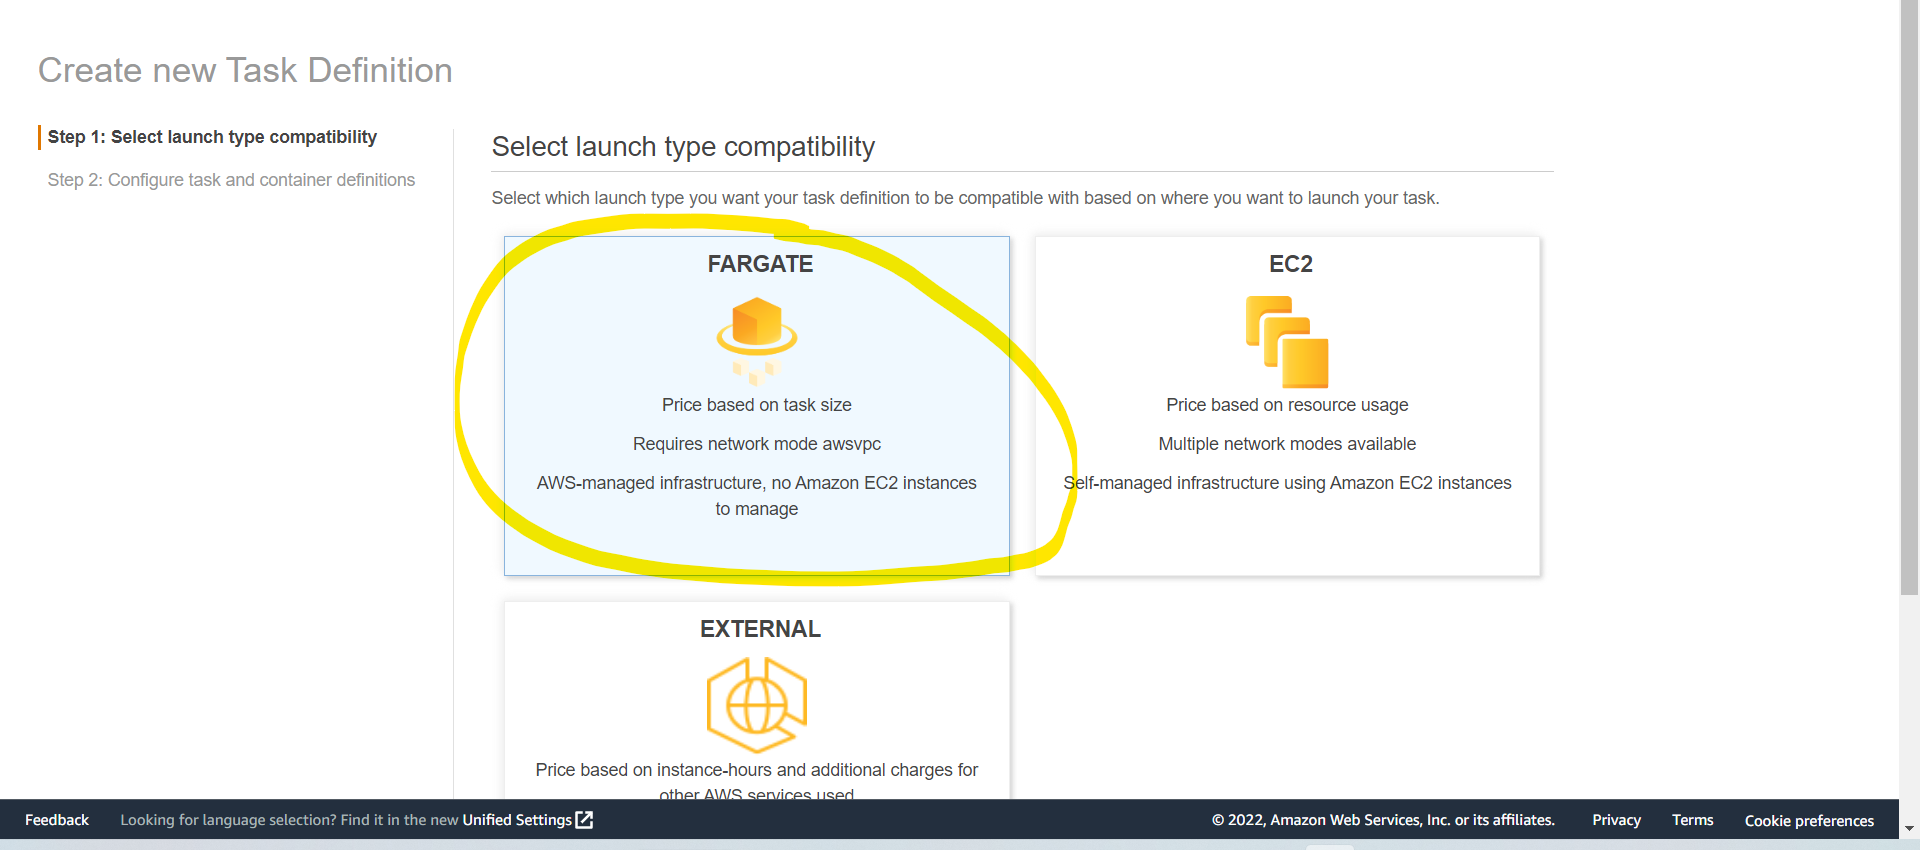 Create new Task Definition
Step 1: Select launch type compatibility
Step 2: Configure task and container definitions
Select launch type compatibility
Select which launch type you want your task definition to be compatible with based on where you want to launch your task.
FARGATE
Price based on task size
Requires network mode awsvpc
AWS-managed infrastructure, no Amazon EC2 instances
to manage
EC2
Price based on resource usage
Multiple network modes available
Self-managed infrastructure using Amazon EC2 instances
EXTERNAL
Price based on instance-hours and additional charges for
other AWS services used
Feedback
Looking for language selection? Find it in the new Unified Settings
© 2022, Amazon Web Services, Inc. or its affiliates.
Privacy
Terms
Cookie preferences